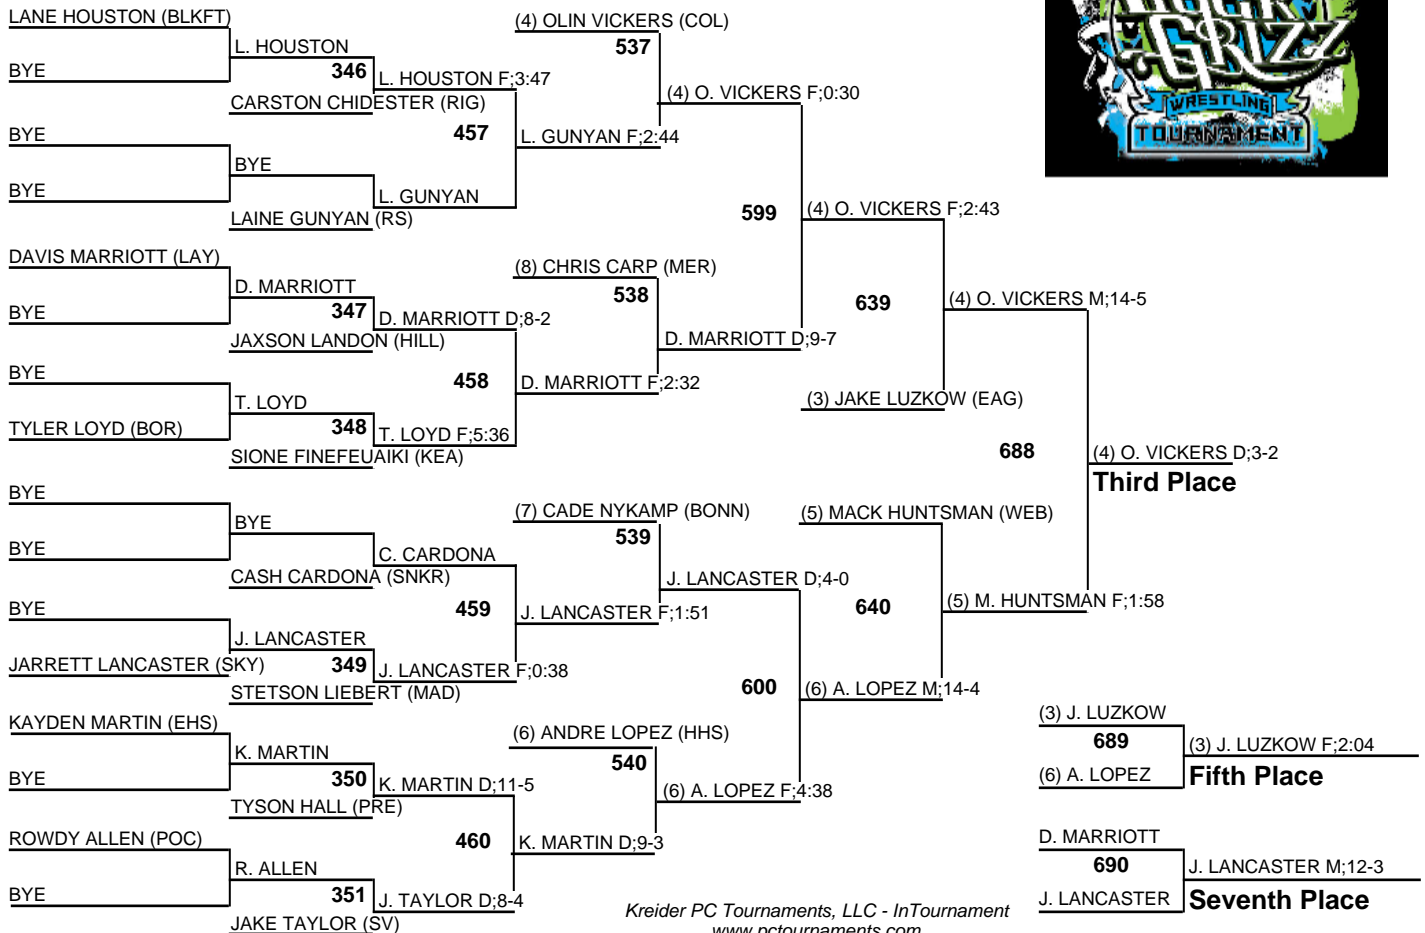 LANE HOUSTON (BLKFT)
BYE
BYE
BYE
DAVIS MARRIOTT (LAY)
BYE
BYE
TYLER LOYD (BOR)
BYE
BYE
BYE
JARRETT LANCASTER (SKY)
KAYDEN MARTIN (EHS)
BYE
ROWDY ALLEN (POC)
BYE
L. HOUSTON
346
CARSTON CHIDESTER (RIG)
BYE
LAINE GUNYAN (RS)
D. MARRIOTT
347
JAXSON LANDON (HILL)
T. LOYD
348
SIONE FINEFEUAIKI (KEA)
BYE
CASH CARDONA (SNKR)
J. LANCASTER
349
STETSON LIEBERT (MAD)
K. MARTIN
350
TYSON HALL (PRE)
R. ALLEN
351
JAKE TAYLOR (SV)
L. HOUSTON F;3:47
457
L. GUNYAN
D. MARRIOTT D;8-2
458
T. LOYD F;5:36
C. CARDONA
459
J. LANCASTER F;0:38
K. MARTIN D;11-5
460
J. TAYLOR D;8-4
(4) OLIN VICKERS (COL)
537
L. GUNYAN F;2:44
(8) CHRIS CARP (MER)
538
D. MARRIOTT F;2:32
(7) CADE NYKAMP (BONN)
539
J. LANCASTER F;1:51
(6) ANDRE LOPEZ (HHS)
540
K. MARTIN D;9-3
(4) O. VICKERS F;0:30
599
D. MARRIOTT D;9-7
J. LANCASTER D;4-0
600
(6) A. LOPEZ F;4:38
(4) O. VICKERS F;2:43
639
(3) JAKE LUZKOW (EAG)
(5) MACK HUNTSMAN (WEB)
640
(6) A. LOPEZ M;14-4
(4) O. VICKERS M;14-5
688
(5) M. HUNTSMAN F;1:58
(4) O. VICKERS D;3-2
Third Place
(3) J. LUZKOW
689
(6) A. LOPEZ
(3) J. LUZKOW F;2:04
Fifth Place
D. MARRIOTT
690
J. LANCASTER
J. LANCASTER M;12-3
Seventh Place
GRIZZ
WRESTLING
TOURNAMENT
Kreider PC Tournaments, LLC - InTournament
www.pctournaments.com